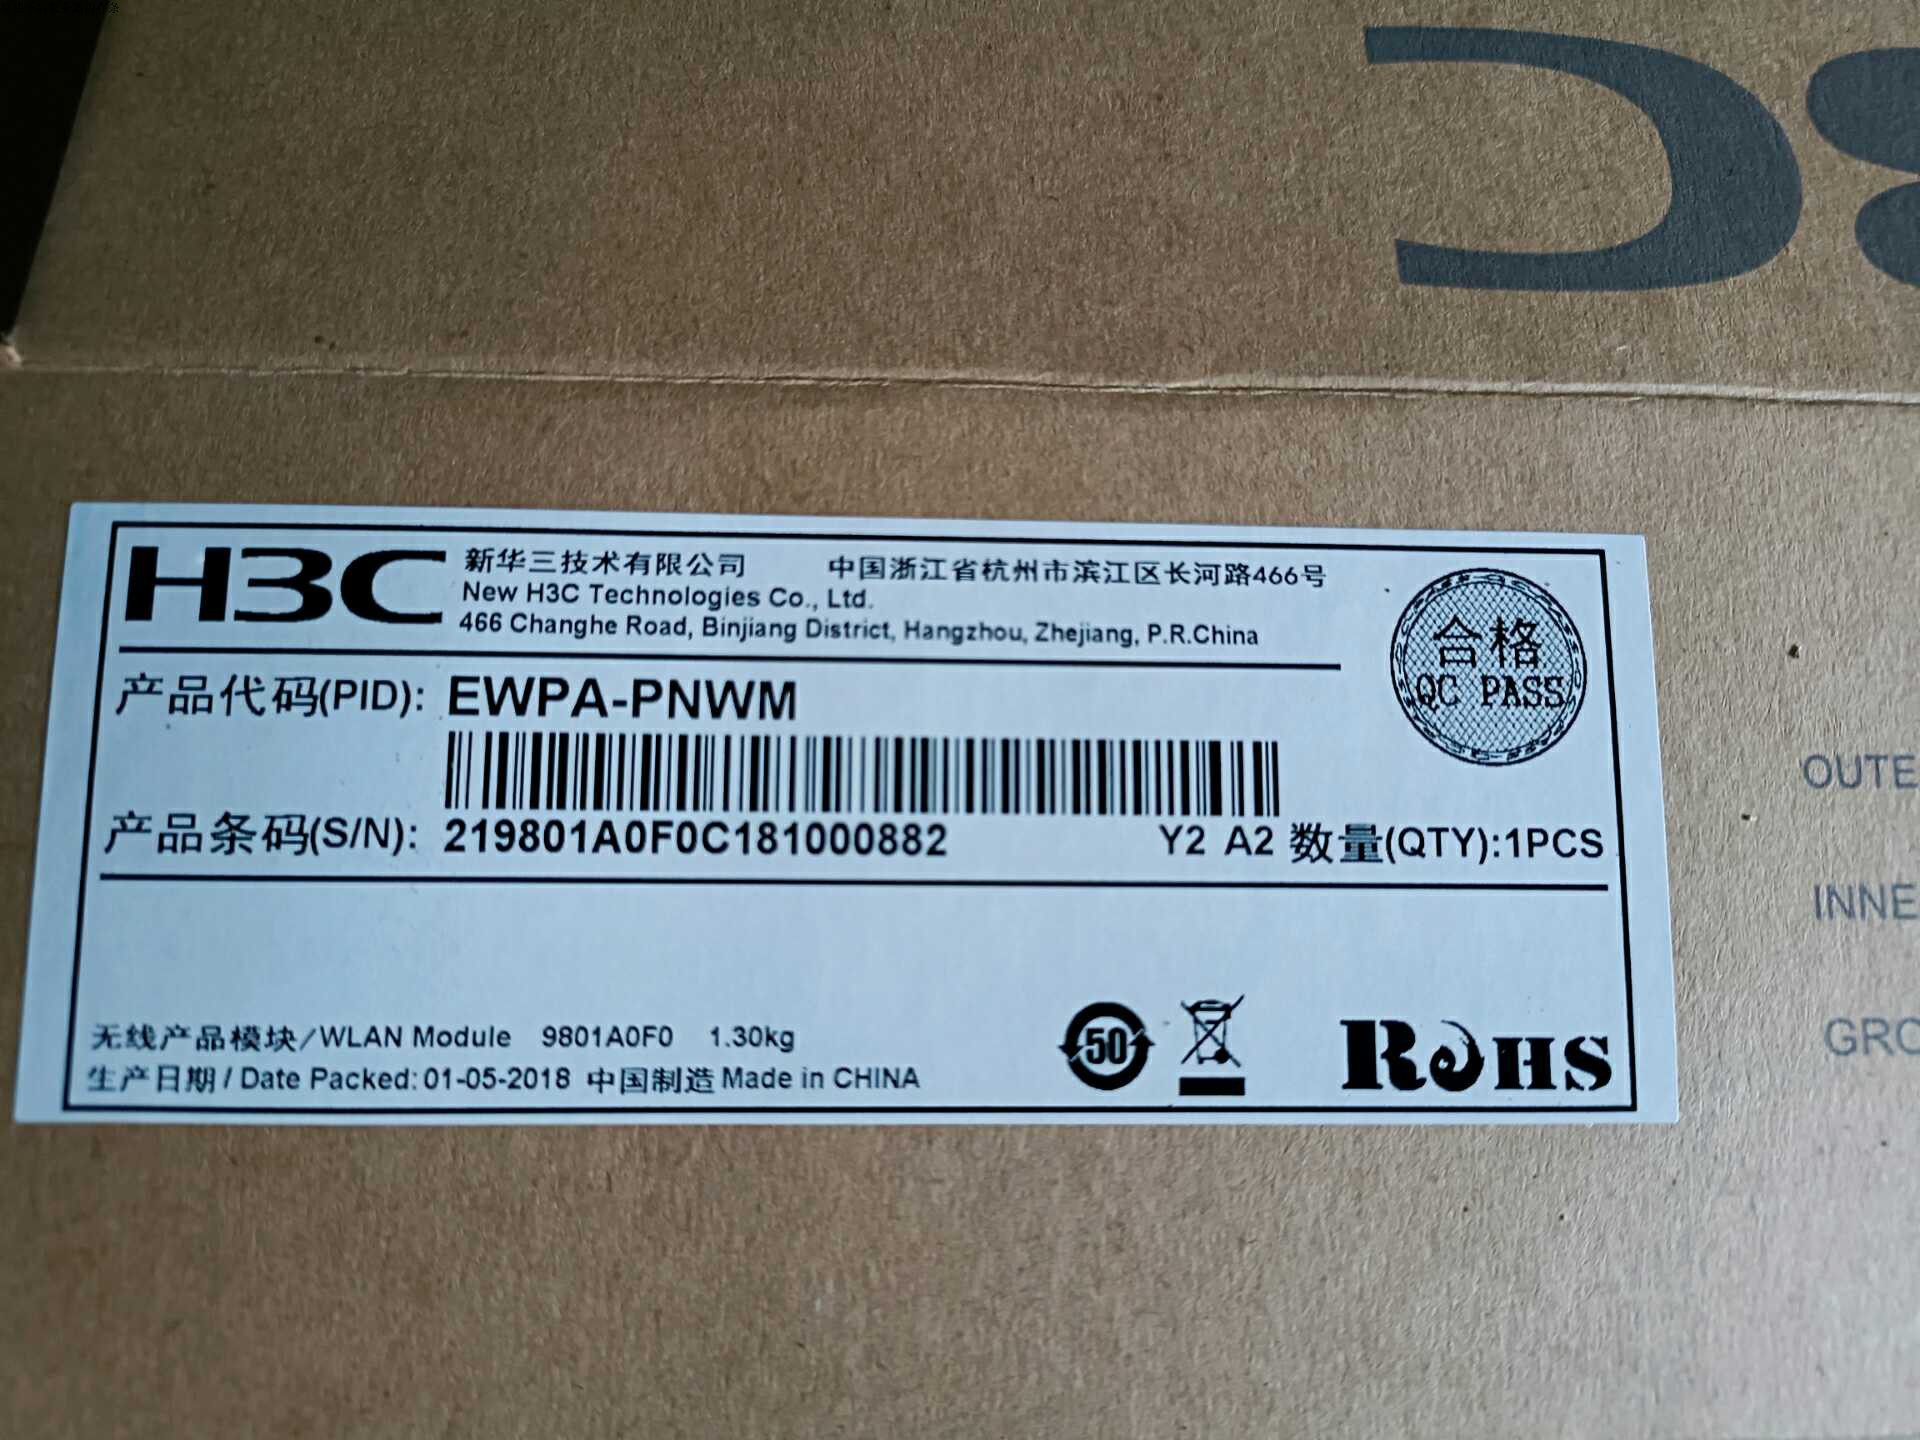 H3C
新华三技术有限公司 中国浙江省杭州市滨江区长河路466号
New H3C Technologies Co., Ltd.
466 Changhe Road, Binjiang District, Hangzhou, Zhejiang, P.R.China
合格
QC PASS
产品代码(PID): EWPA-PNWM
产品条码(S/N): 219801A0F0C181000882 Y2 A2 数量(QTY):1PCS
无线产品模块/WLAN Module 9801A0F0 1.30kg
生产日期/Date Packed:01-05-2018 中国制造 Made in CHINA
50
RoHS
OUTE
INNE
GRO